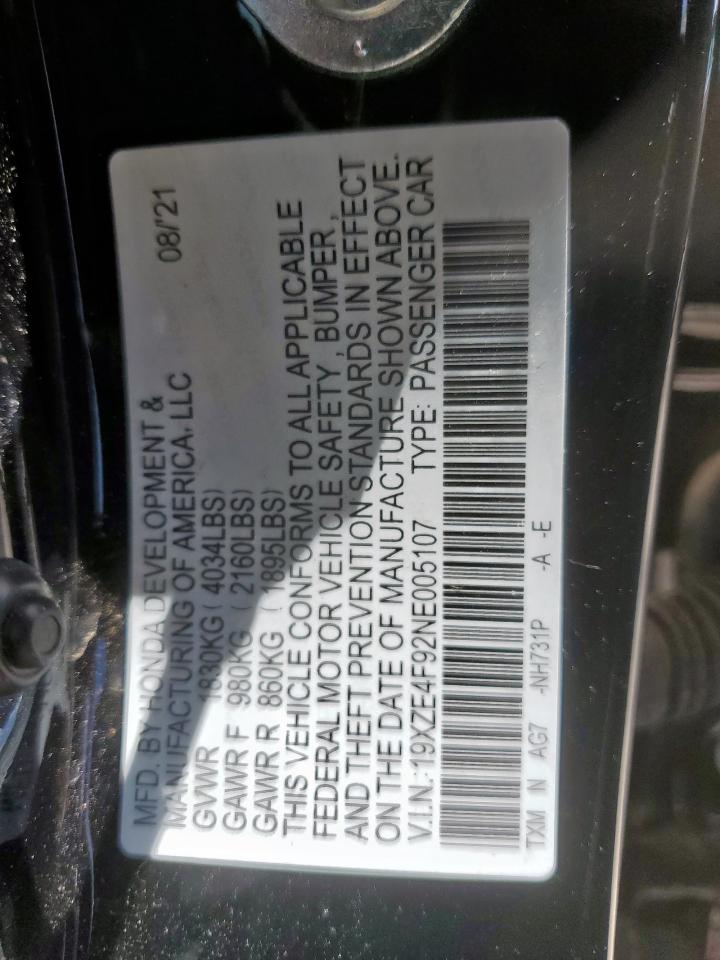 MFD. BY HONDA DEVELOPMENT &
MANUFACTURING OF AMERICA, LLC 08/'21
GVWR 1830KG ( 4034LBS)
GAWR F 980KG ( 2160LBS)
GAWR R 860KG ( 1895LBS)
THIS VEHICLE CONFORMS TO ALL APPLICABLE
FEDERAL MOTOR VEHICLE SAFETY, BUMPER,
AND THEFT PREVENTION STANDARDS IN EFFECT
ON THE DATE OF MANUFACTURE SHOWN ABOVE.
V.I.N.: 19XZE4F92NE005107 TYPE: PASSENGER CAR
TXM N AG7 -NH731P -A -E